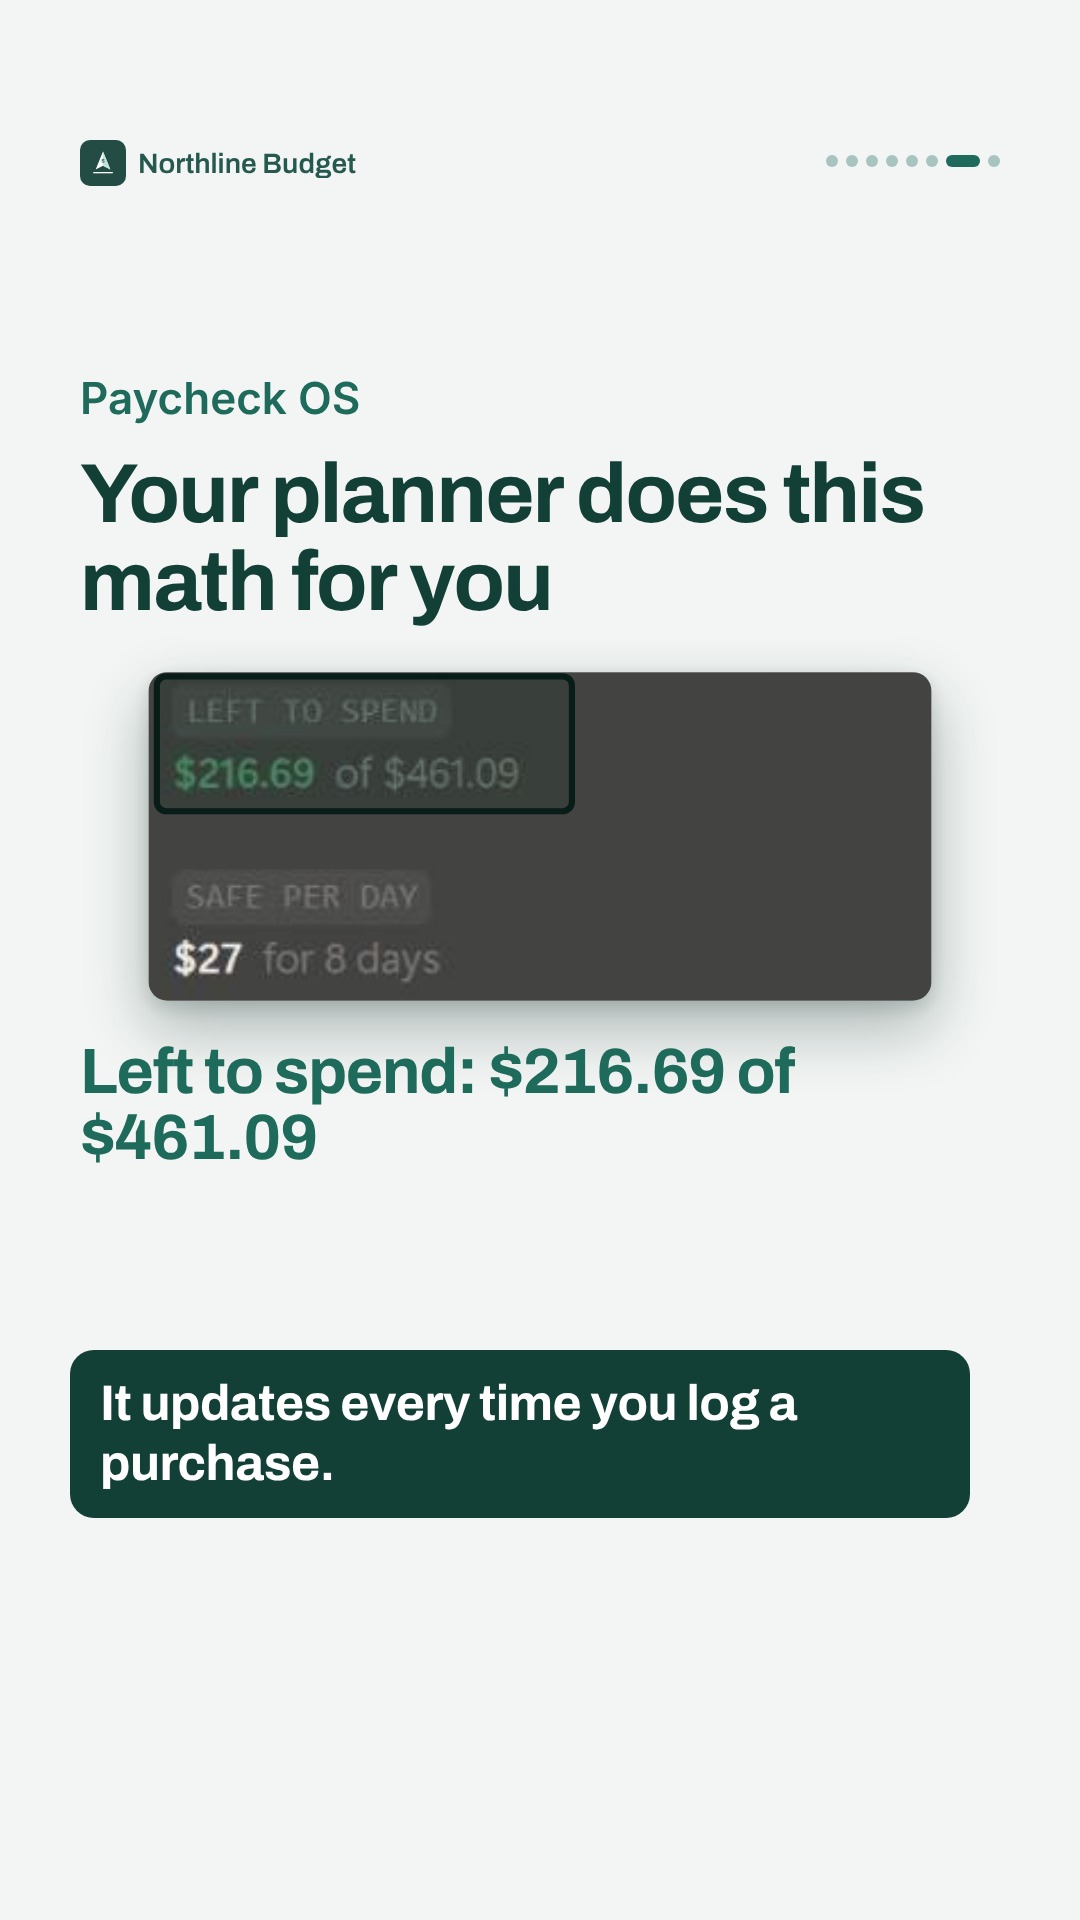 Northline Budget
Paycheck OS
Your planner does this
math for you
LEFT TO SPEND
$216.69 of $461.09
SAFE PER DAY
$27 for 8 days
Left to spend: $216.69 of
$461.09
It updates every time you log a
purchase.